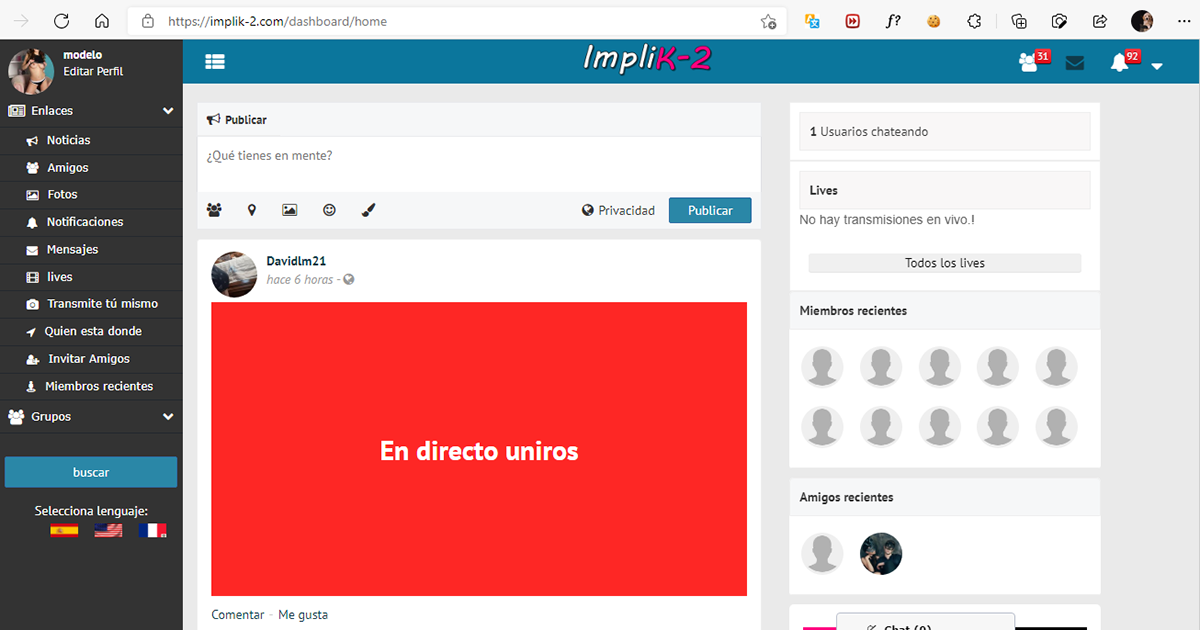 https://implik-2.com/dashboard/home
f?
modelo
Editar Perfil
Enlaces
Noticias
Amigos
Fotos
Notificaciones
Mensajes
lives
Transmite tú mismo
Quien esta donde
Invitar Amigos
Miembros recientes
Grupos
buscar
Selecciona lenguaje:
ImpliK-2
31
92
Publicar
¿Qué tienes en mente?
Privacidad
Publicar
Davidlm21
hace 6 horas -
En directo uniros
Comentar - Me gusta
1 Usuarios chateando
Lives
No hay transmisiones en vivo.!
Todos los lives
Miembros recientes
Amigos recientes
Chat (0)